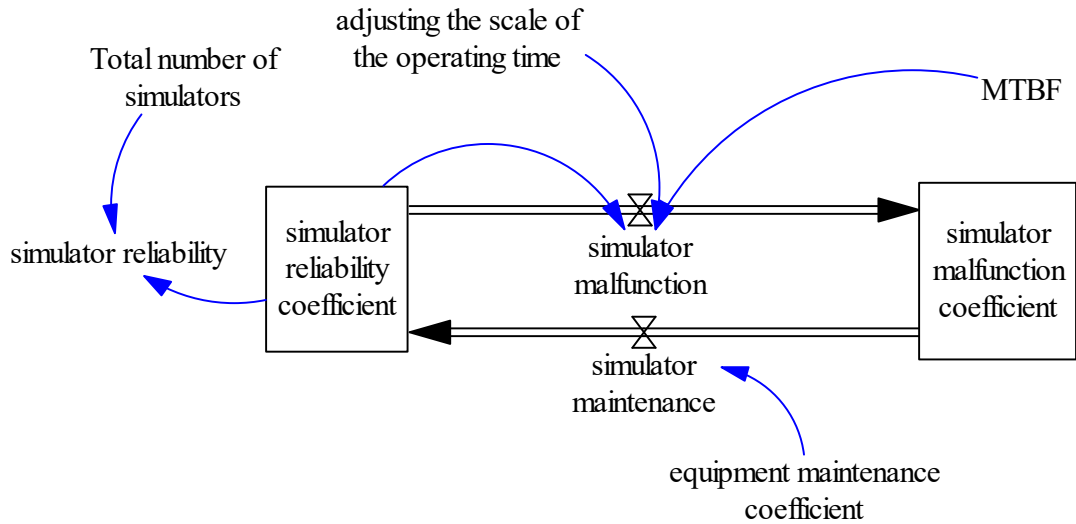 adjusting the scale of
the operating time
Total number of
simulators
MTBF
simulator reliability
simulator
reliability
coefficient
simulator
malfunction
simulator
malfunction
coefficient
simulator
maintenance
equipment maintenance
coefficient